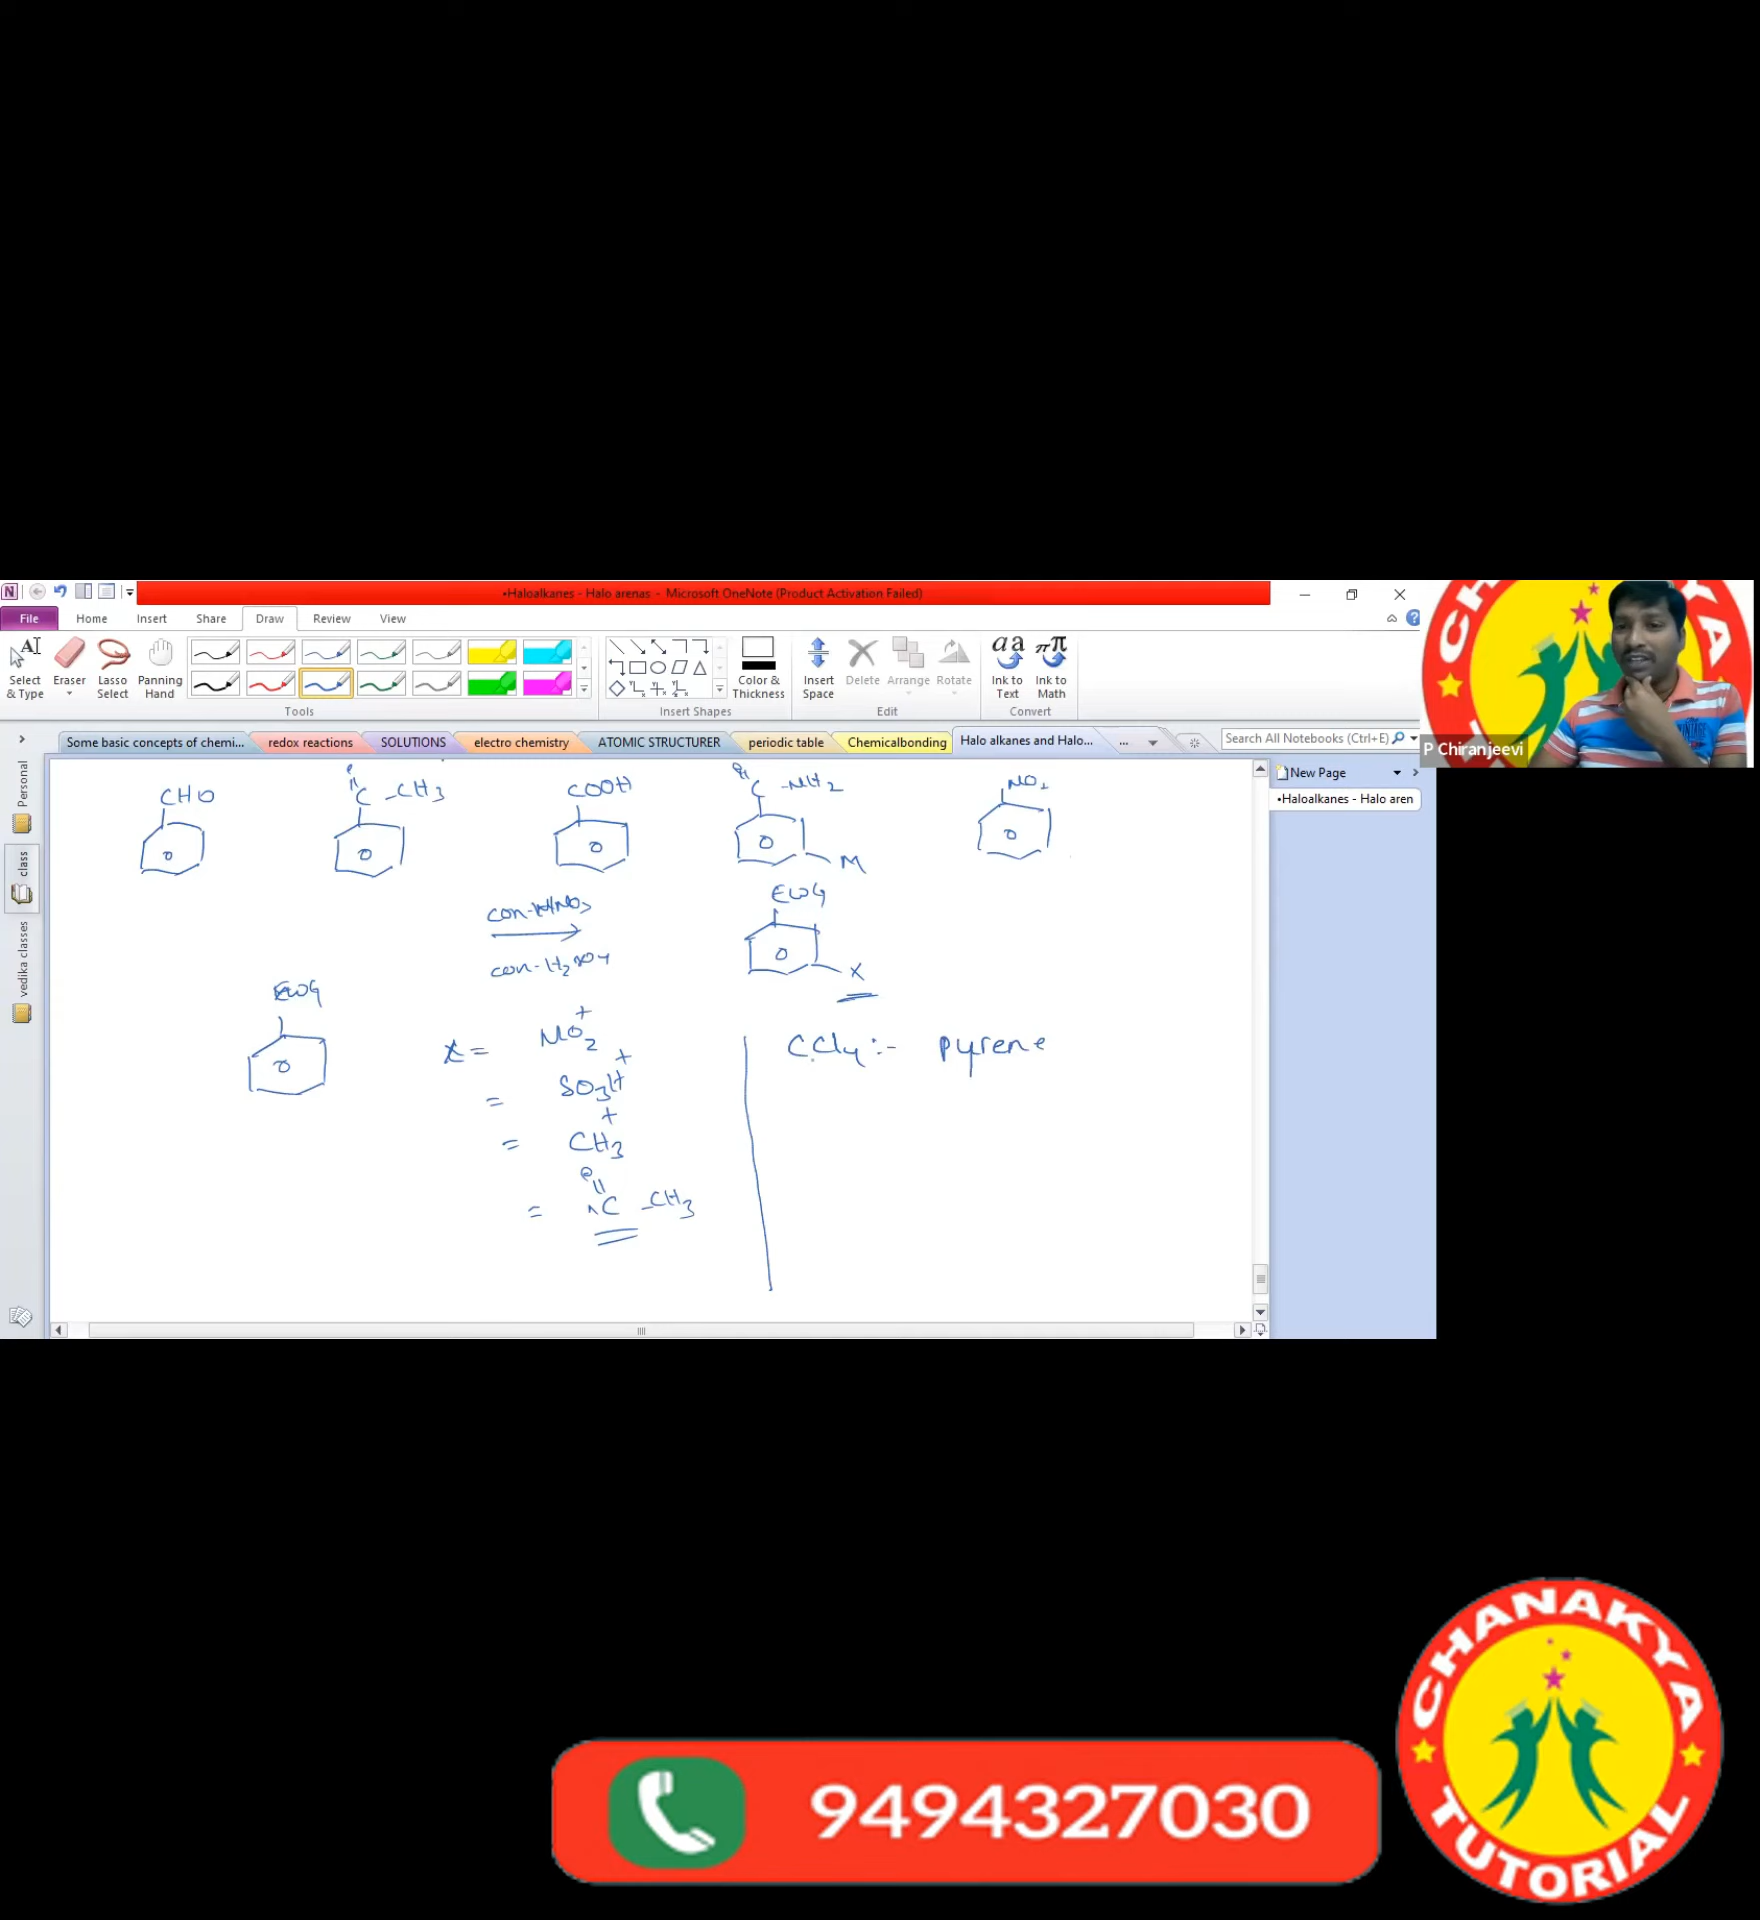 •Haloalkanes - Halo arenas - Microsoft OneNote (Product Activation Failed)
File Home Insert Share Draw Review View
Select & Type
Eraser
Lasso Select
Panning Hand
Color & Thickness
Insert Space
Delete
Arrange
Rotate
Ink to Text
Ink to Math
Tools
Insert Shapes
Edit
Convert
P Chiranjeevi
Some basic concepts of chemi... redox reactions SOLUTIONS electro chemistry ATOMIC STRUCTURER periodic table Chemicalbonding Halo alkanes and Halo... ...
Search All Notebooks (Ctrl+E)
New Page
•Haloalkanes - Halo aren
Personal
class
vedika classes
CHO
O
C-CH3
COOH
O
C-NH2
NO2
M
con-HNO3
con-H2SO4
EWG
X
EWG
X = NO2+
= SO3H+
= CH3+
O
= C-CH3
CCl4 :- pyrene
9494327030
CHANAKYA
TUTORIAL